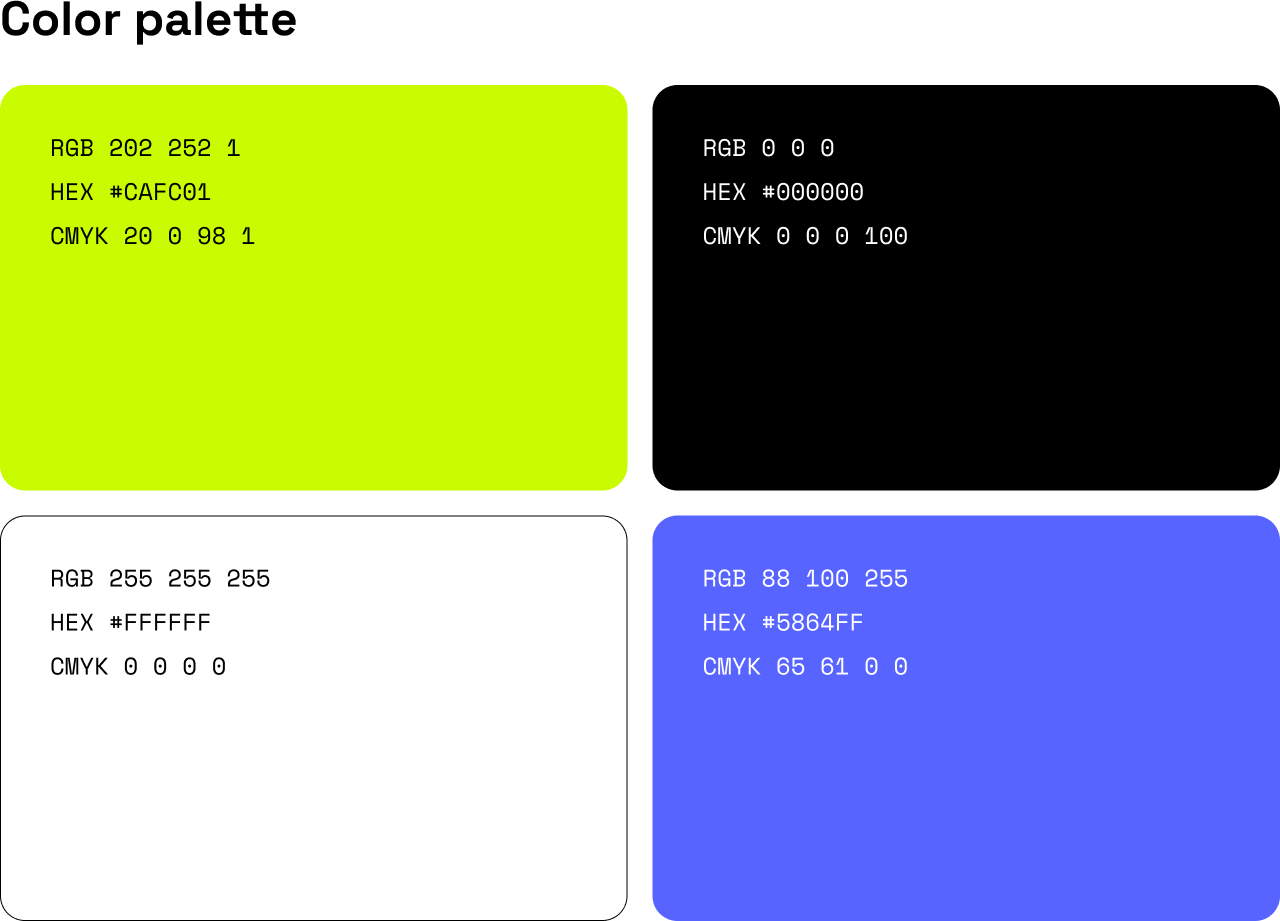 Color palette
RGB 202 252 1
HEX #CAFC01
CMYK 20 0 98 1
RGB 0 0 0
HEX #000000
CMYK 0 0 0 100
RGB 255 255 255
HEX #FFFFFF
CMYK 0 0 0 0
RGB 88 100 255
HEX #5864FF
CMYK 65 61 0 0